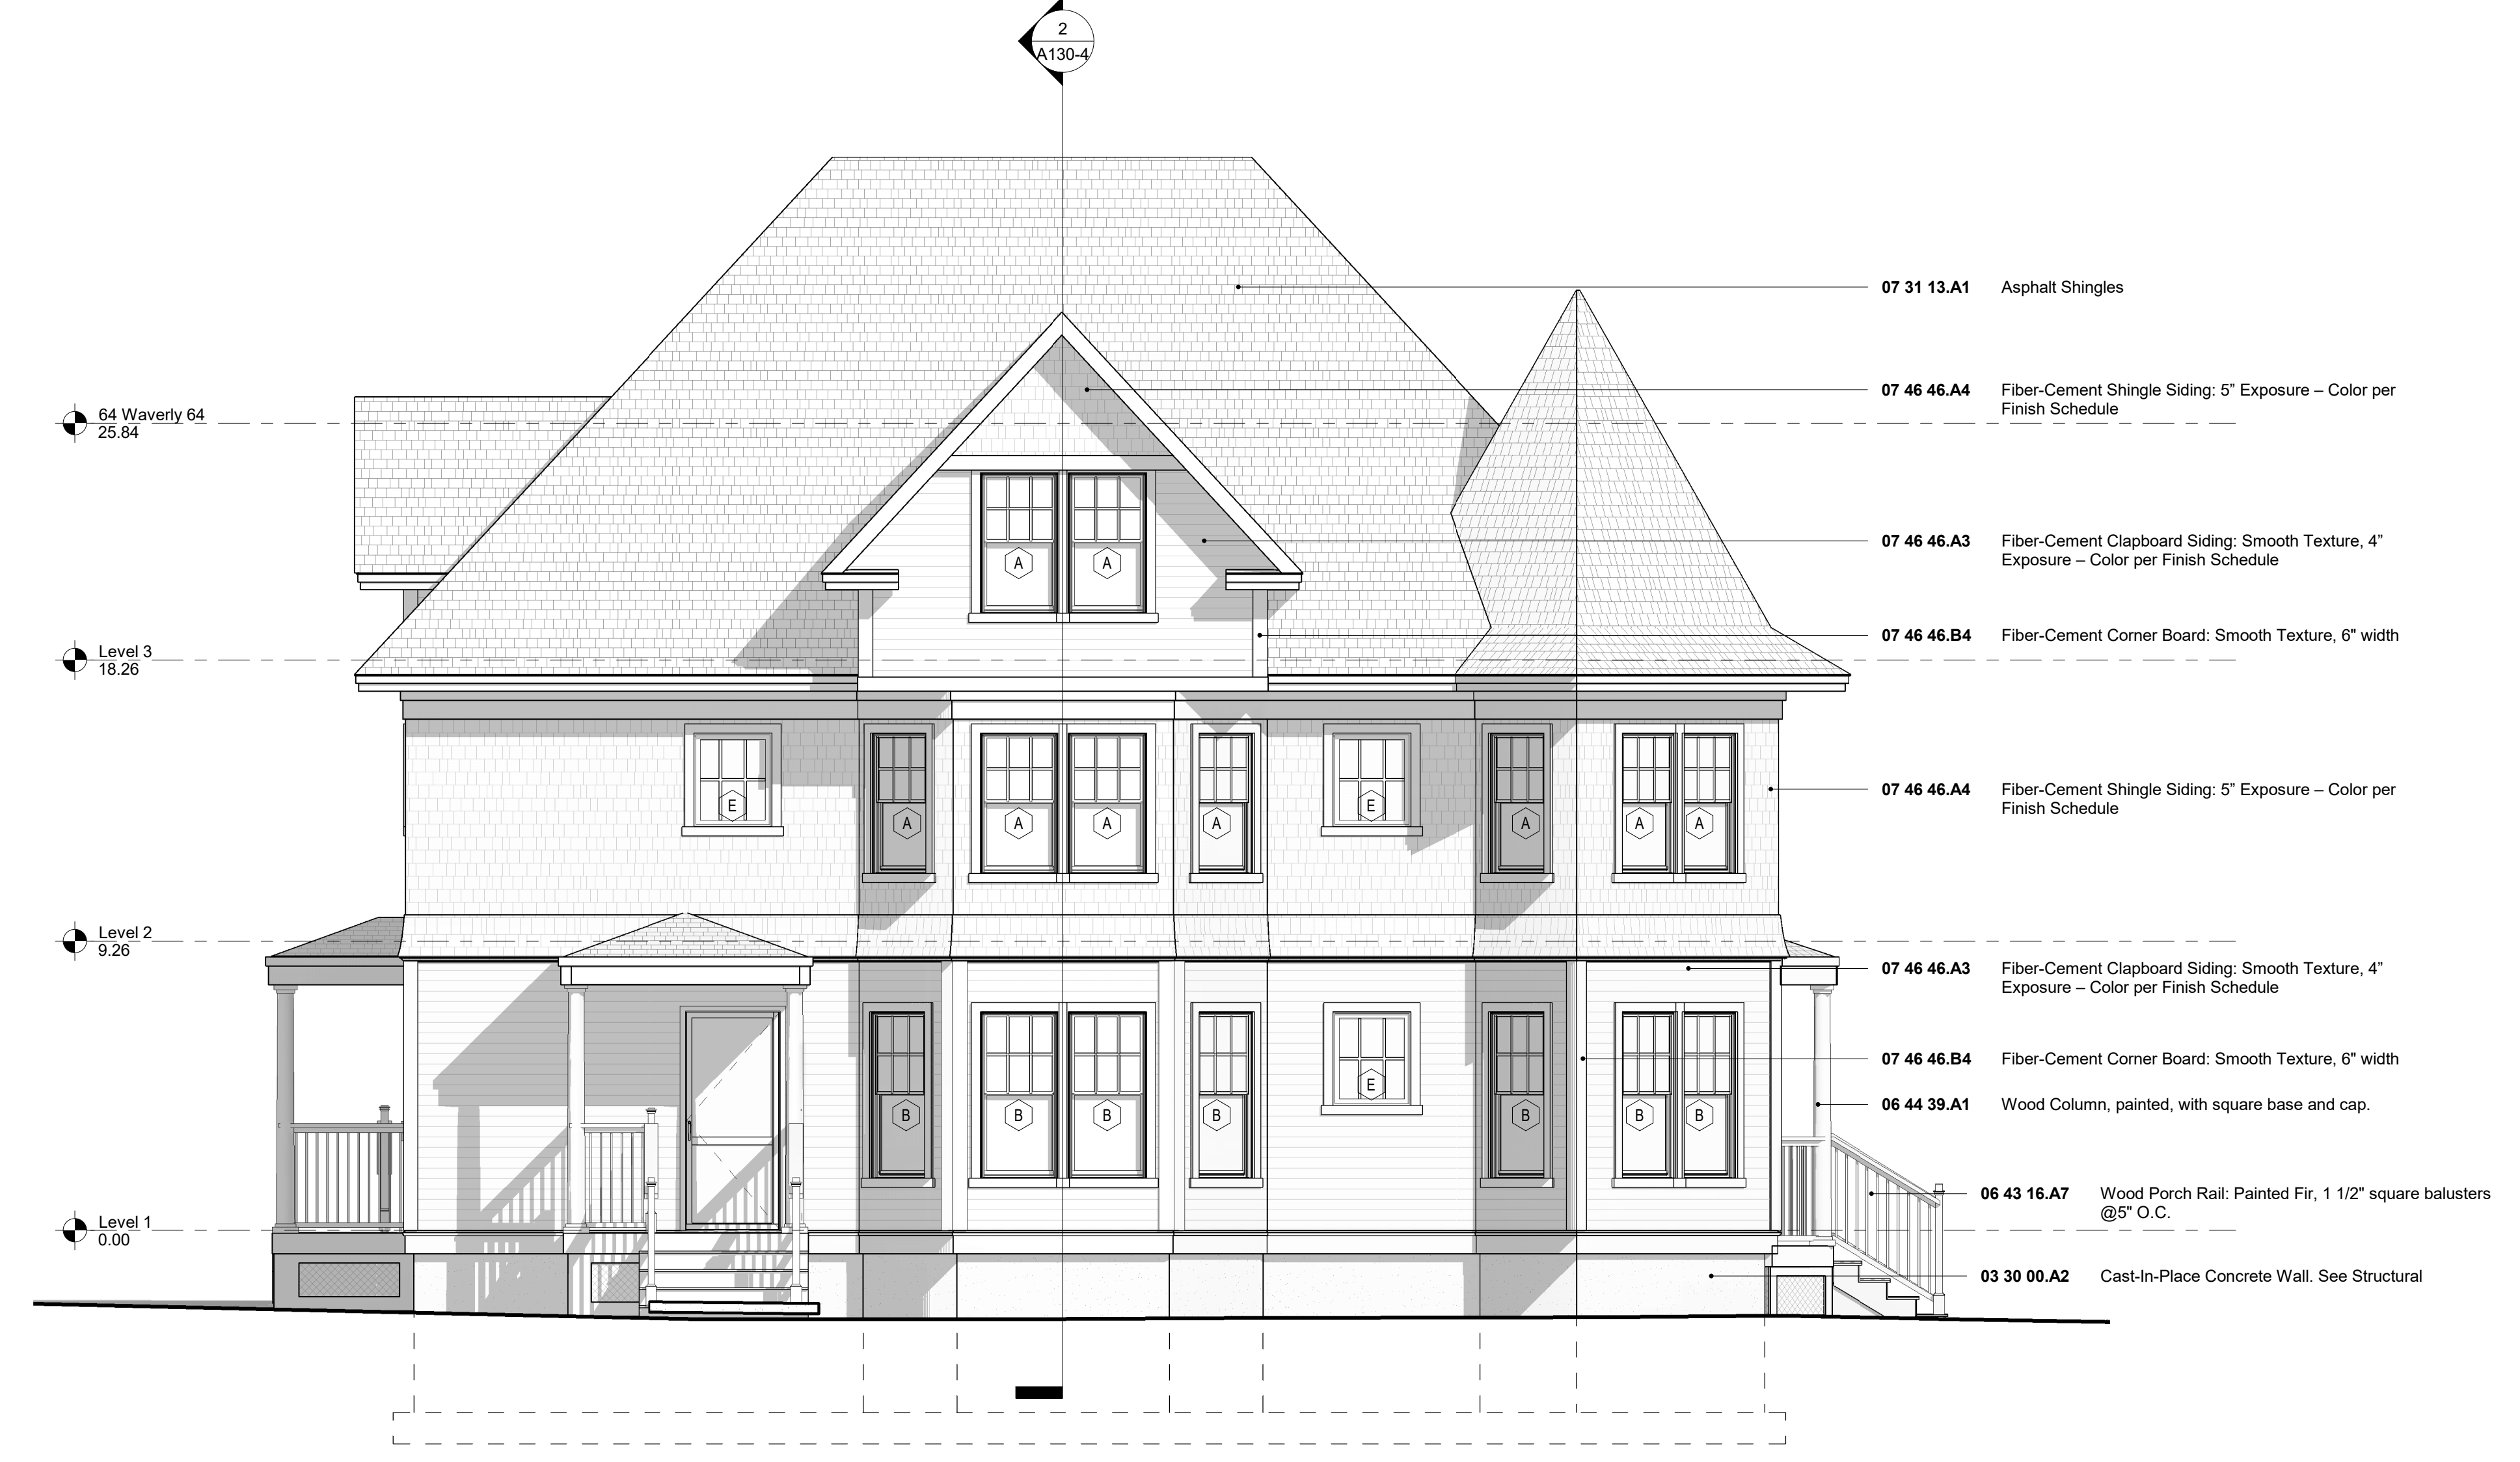 2
A130-4
07 31 13.A1 Asphalt Shingles
07 46 46.A4 Fiber-Cement Shingle Siding: 5” Exposure – Color per
Finish Schedule
64 Waverly 64
25.84
07 46 46.A3 Fiber-Cement Clapboard Siding: Smooth Texture, 4”
Exposure – Color per Finish Schedule
A A
07 46 46.B4 Fiber-Cement Corner Board: Smooth Texture, 6" width
Level 3
18.26
07 46 46.A4 Fiber-Cement Shingle Siding: 5” Exposure – Color per
Finish Schedule
E E
A A A A A A A
Level 2
9.26
07 46 46.A3 Fiber-Cement Clapboard Siding: Smooth Texture, 4”
Exposure – Color per Finish Schedule
07 46 46.B4 Fiber-Cement Corner Board: Smooth Texture, 6" width
E
06 44 39.A1 Wood Column, painted, with square base and cap.
B B B B B B B
06 43 16.A7 Wood Porch Rail: Painted Fir, 1 1/2" square balusters
@5" O.C.
Level 1
0.00
03 30 00.A2 Cast-In-Place Concrete Wall. See Structural